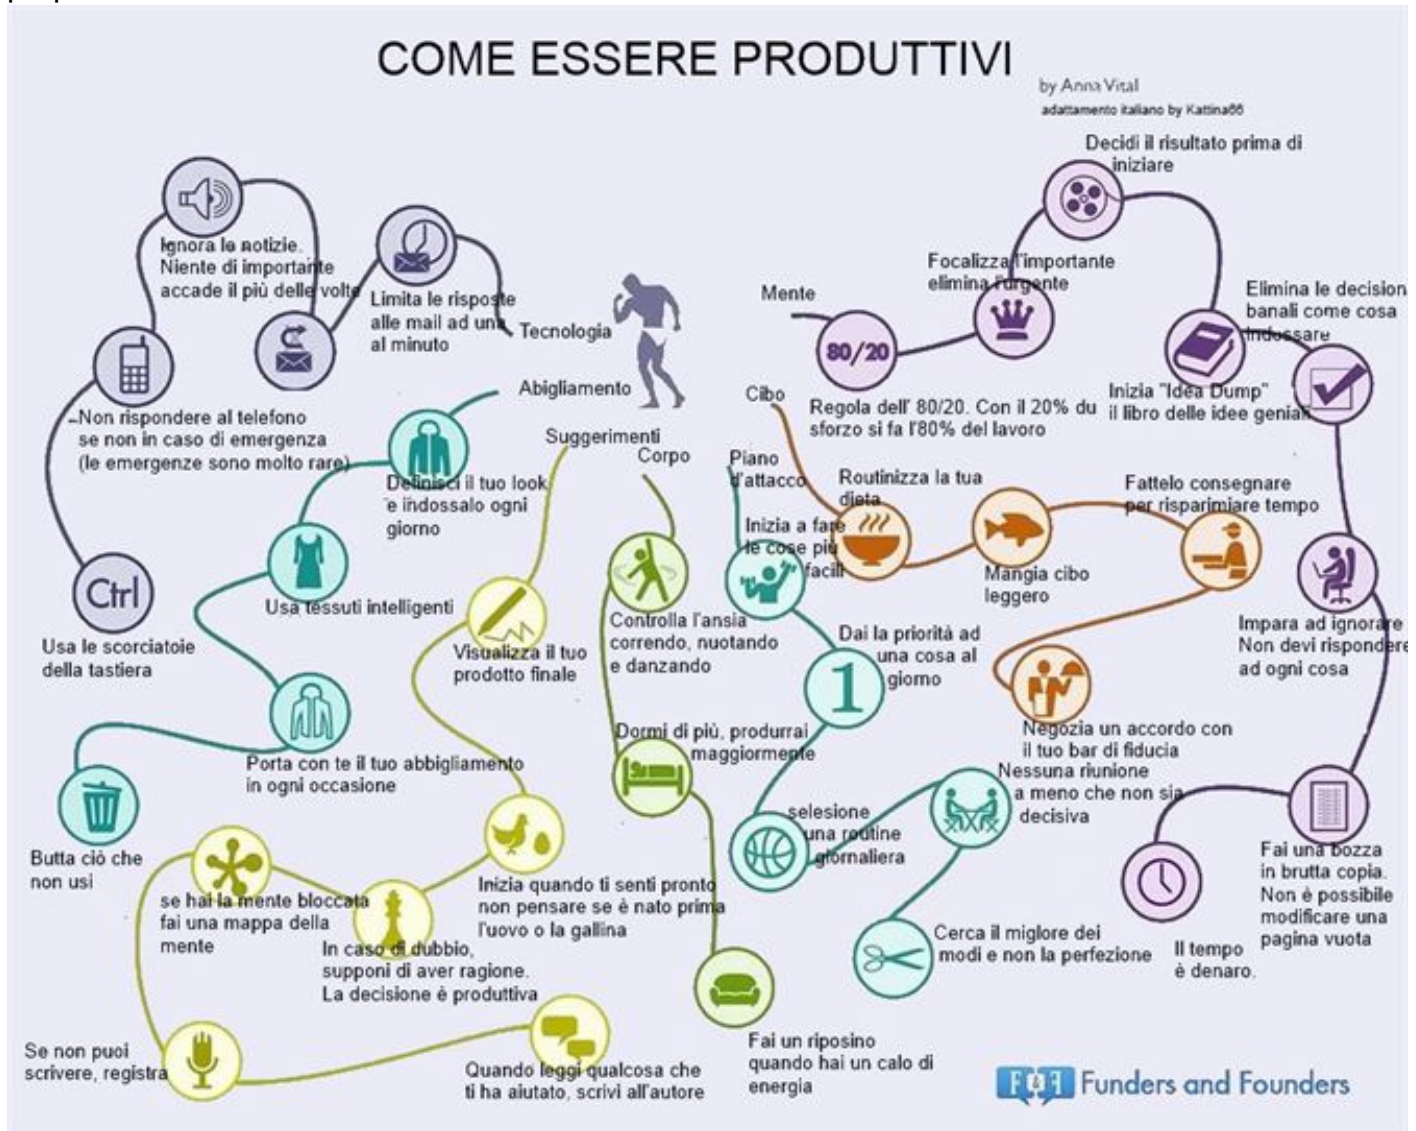 COME ESSERE PRODUTTIVI
by Anna Vital
adattamento italiano by Kattina66
Tecnologia
Limita le risposte
alle mail ad una
al minuto
Ignora le notizie.
Niente di importante
accade il più delle volte
Non rispondere al telefono
se non in caso di emergenza
(le emergenze sono molto rare)
Ctrl
Usa le scorciatoie
della tastiera
Abigliamento
Definisci il tuo look
e indossalo ogni
giorno
Usa tessuti intelligenti
Porta con te il tuo abbigliamento
in ogni occasione
Butta ciò che
non usi
Suggerimenti
Visualizza il tuo
prodotto finale
Inizia quando ti senti pronto
non pensare se è nato prima
l'uovo o la gallina
In caso di dubbio,
supponi di aver ragione.
La decisione è produttiva
se hai la mente bloccata
fai una mappa della
mente
Se non puoi
scrivere, registra
Quando leggi qualcosa che
ti ha aiutato, scrivi all'autore
Corpo
Controlla l'ansia
correndo, nuotando
e danzando
Dormi di più, produrrai
maggiormente
Fai un riposino
quando hai un calo di
energia
Piano
d'attacco
Inizia a fare
le cose più
facili
Dai la priorità ad
una cosa al
giorno
1
selesione
una routine
giornaliera
Nessuna riunione
a meno che non sia
decisiva
Cerca il miglore dei
modi e non la perfezione
Cibo
Routinizza la tua
dieta
Mangia cibo
leggero
Fattelo consegnare
per risparimiare tempo
Negozia un accordo con
il tuo bar di fiducia
Mente
80/20
Regola dell' 80/20. Con il 20% du
sforzo si fa l'80% del lavoro
Focalizza l'importante
elimina l'urgente
Decidi il risultato prima di
iniziare
Inizia "Idea Dump"
il libro delle idee geniali
Elimina le decision
banali come cosa
indossare
Impara ad ignorare
Non devi rispondere
ad ogni cosa
Fai una bozza
in brutta copia.
Non è possibile
modificare una
pagina vuota
Il tempo
è denaro.
F&F Funders and Founders